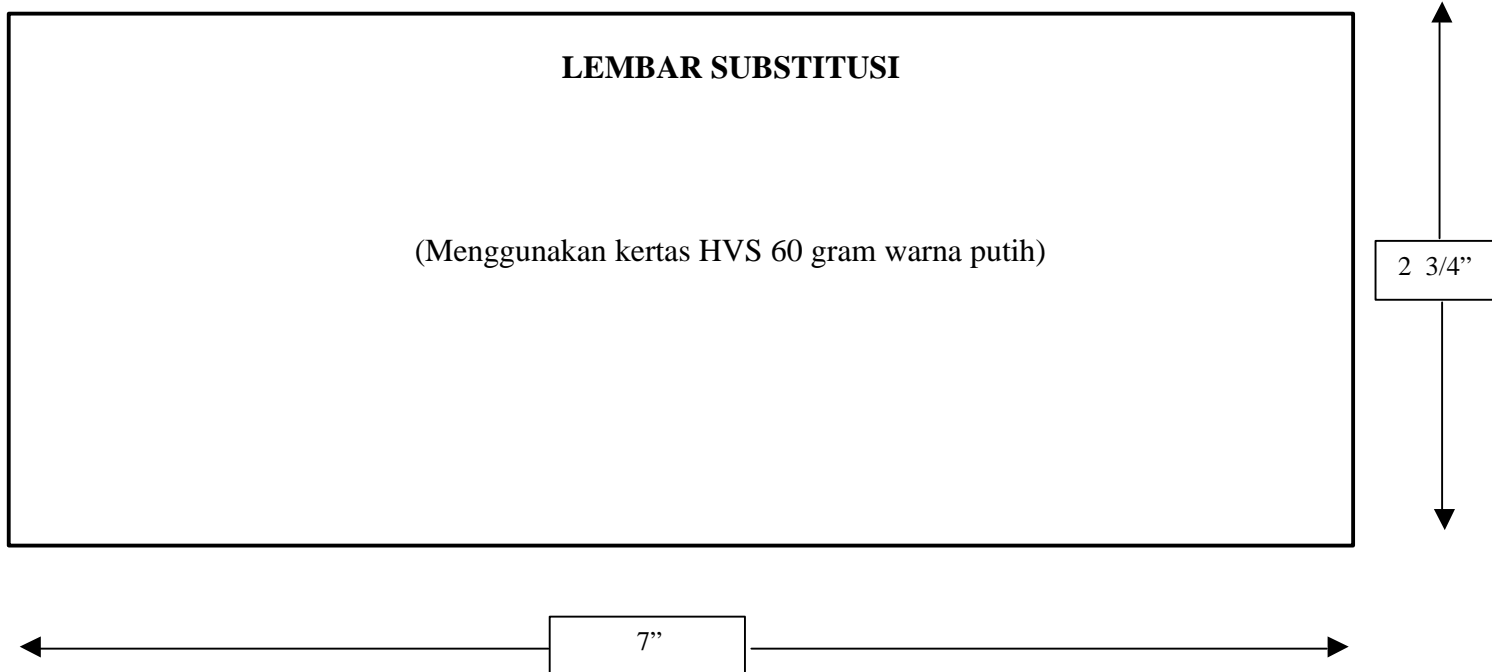 LEMBAR SUBSTITUSI
(Menggunakan kertas HVS 60 gram warna putih)
2 3/4”
7”